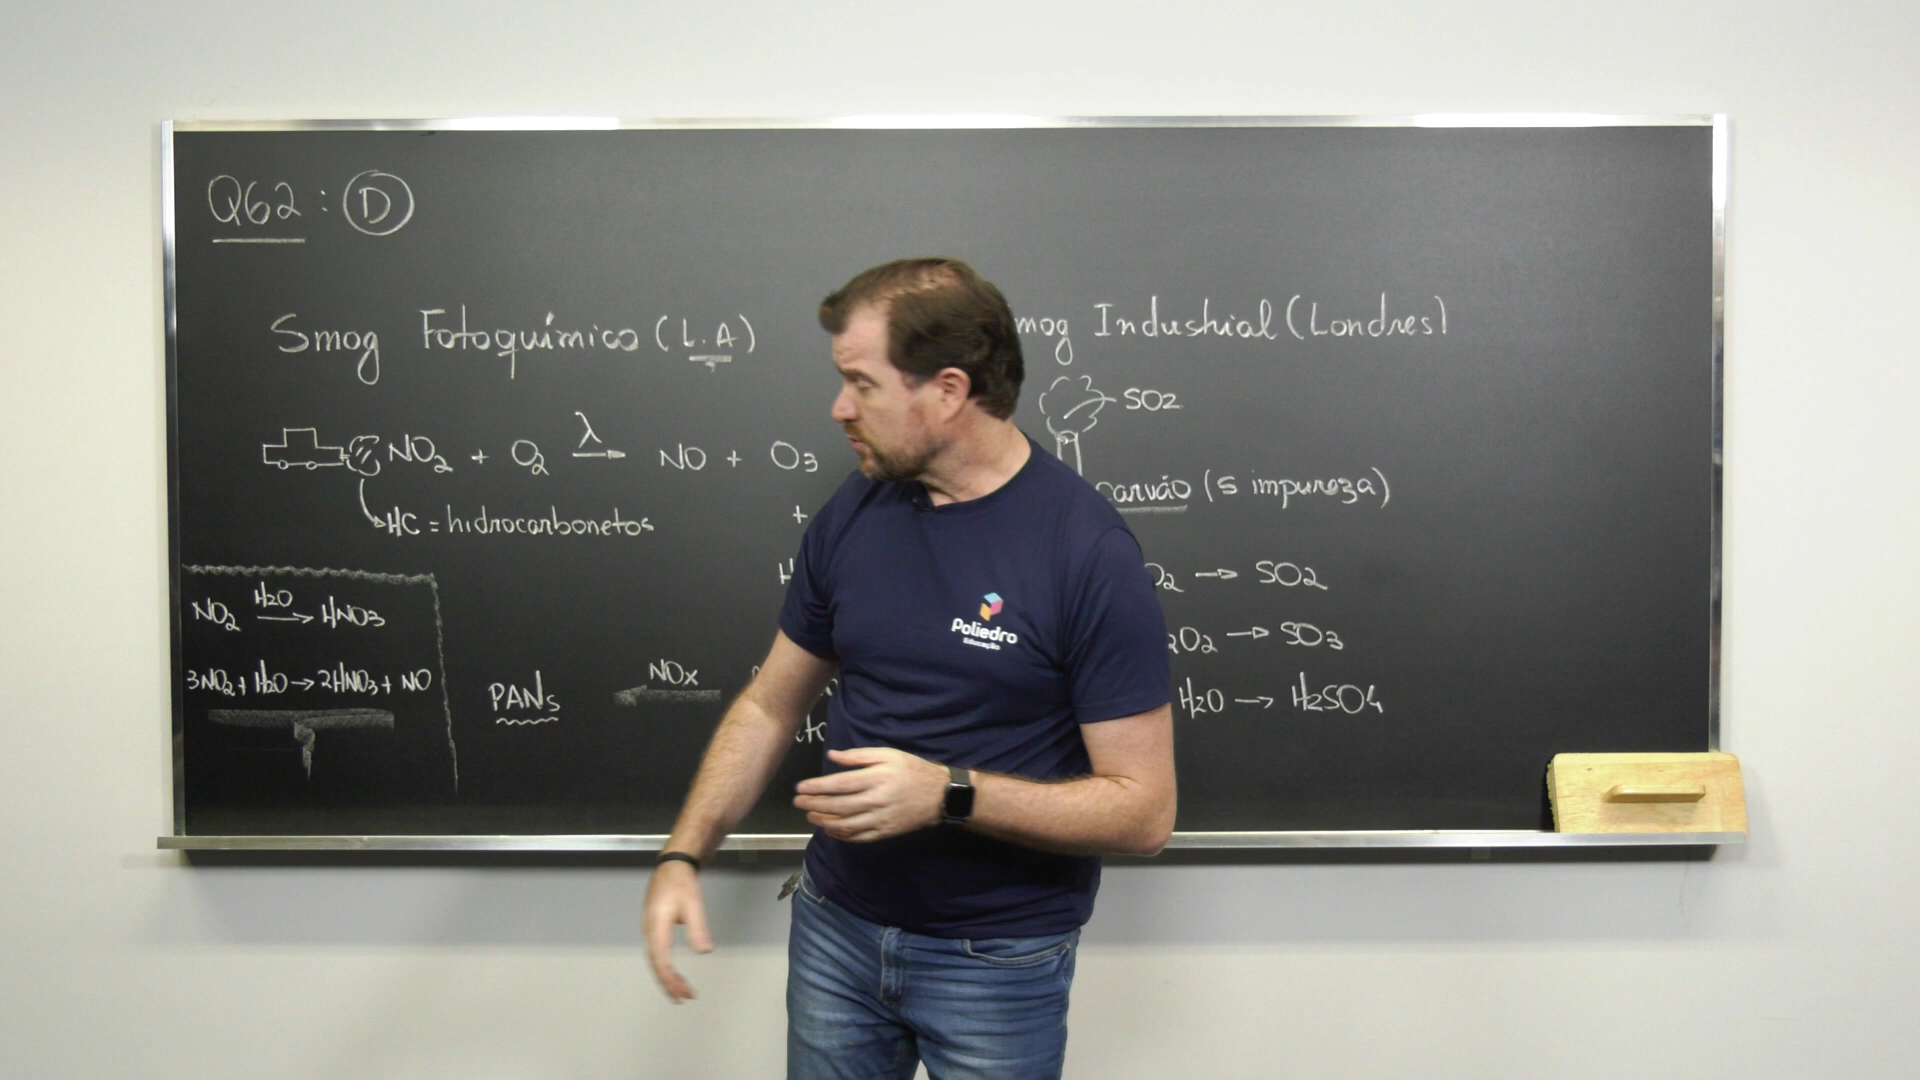 Q62 : D
Smog Fotoquímico (L.A)
NO2 + O2 λ→ NO + O3
HC = hidrocarbonetos
+
H
NO2 H2O→ HNO3
3NO2 + H2O → 2HNO3 + NO
PANs
NOx
mog Industrial (Londres)
SO2
carvão (S impureza)
O2 → SO2
O2 → SO3
H2O → H2SO4
Poliedro
Educação